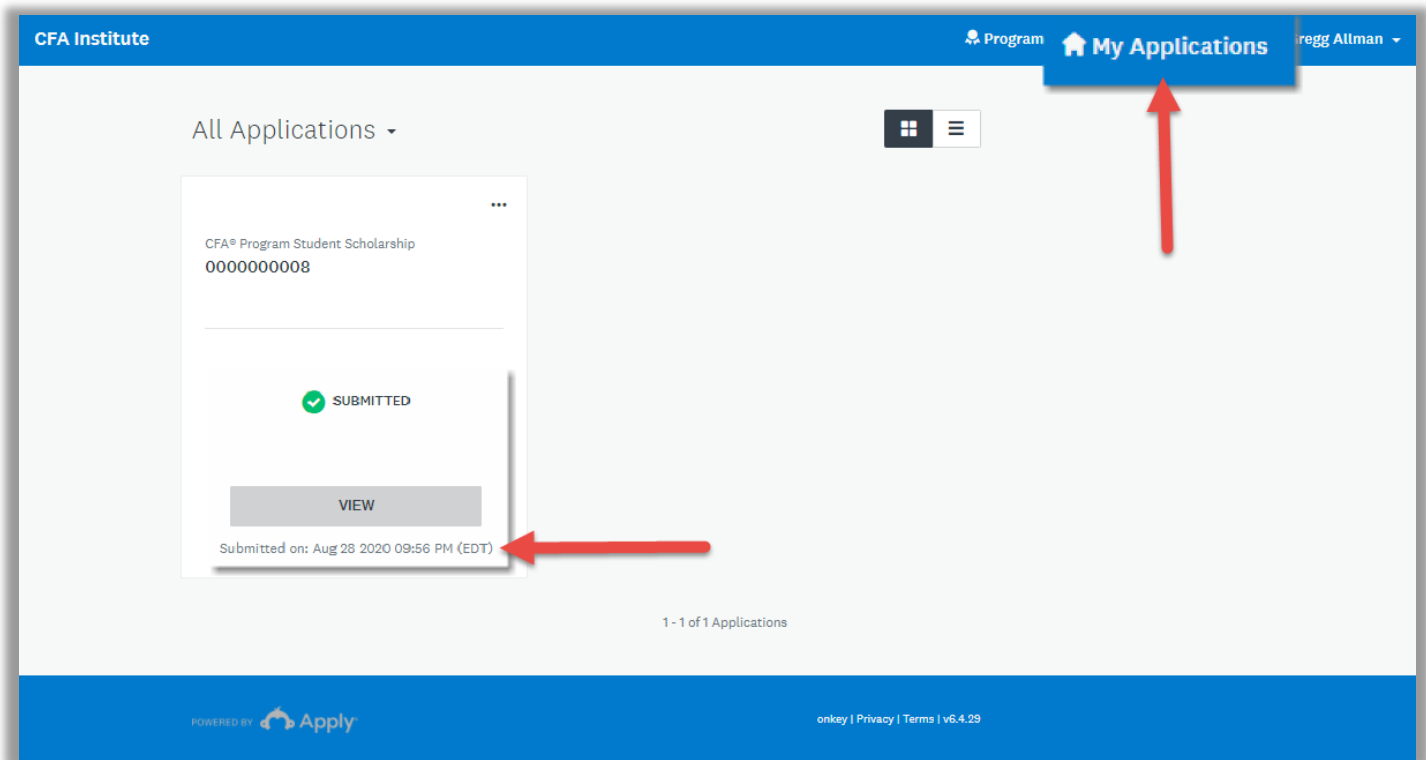 CFA Institute
Program
My Applications
regg Allman
All Applications
CFA® Program Student Scholarship
0000000008
SUBMITTED
VIEW
Submitted on: Aug 28 2020 09:56 PM (EDT)
1 - 1 of 1 Applications
POWERED BY Apply
onkey | Privacy | Terms | v6.4.29